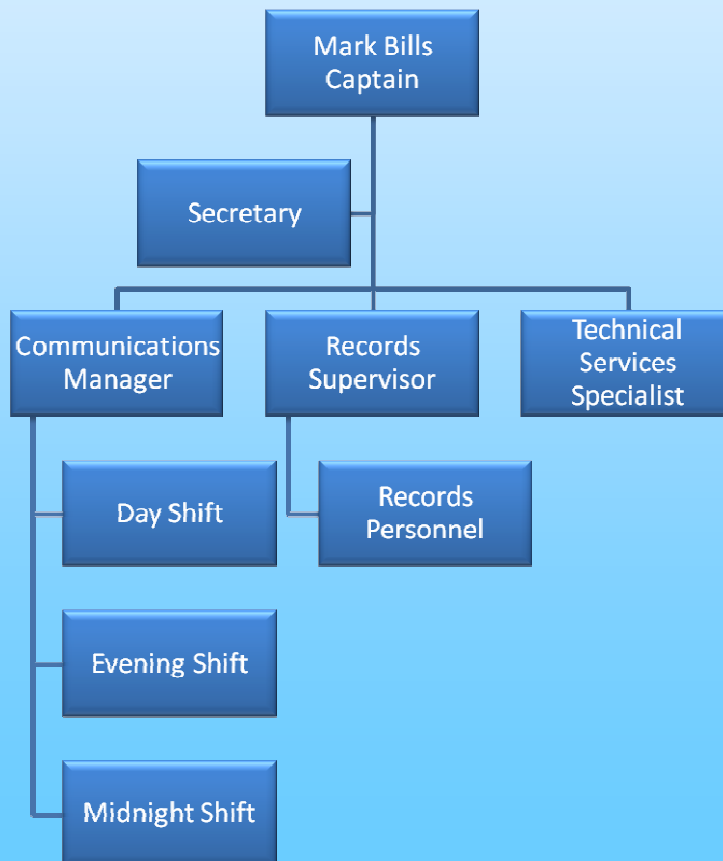 Mark Bills
Captain
Secretary
Communications
Manager
Records
Supervisor
Technical
Services
Specialist
Day Shift
Records
Personnel
Evening Shift
Midnight Shift